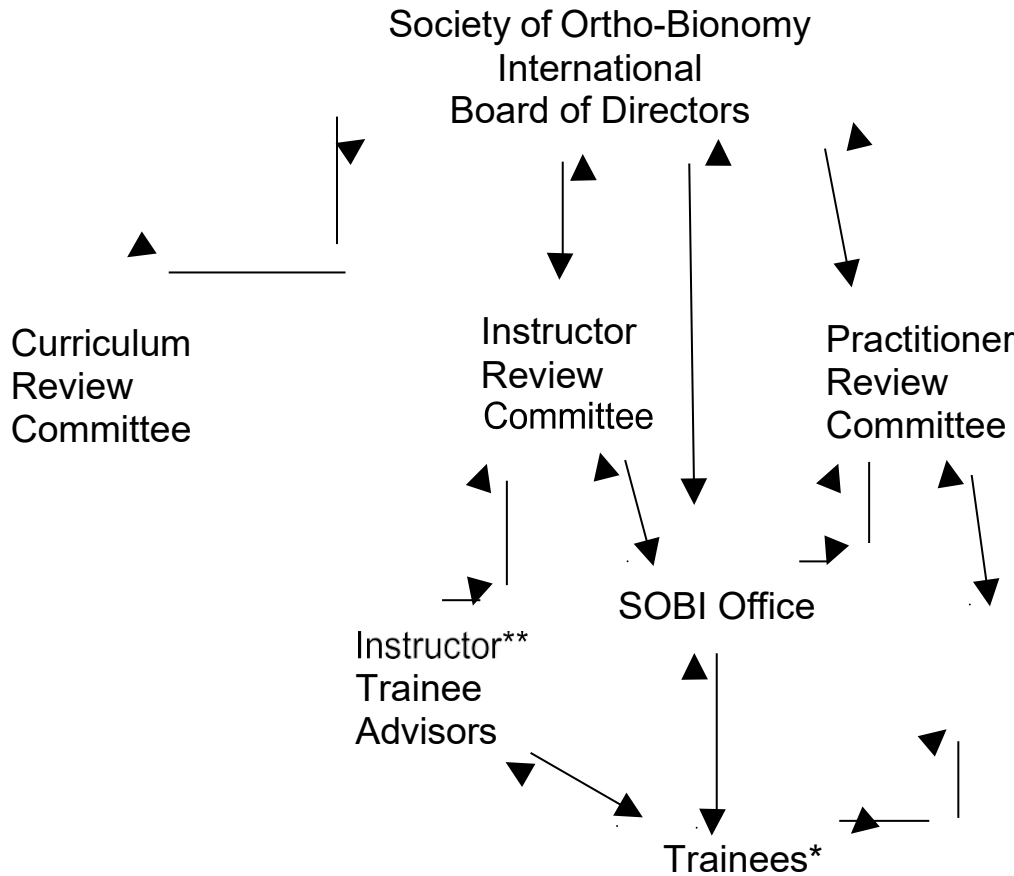 Society of Ortho-Bionomy
International
Board of Directors
Curriculum
Review
Committee
Instructor
Review
Committee
Practitioner
Review
Committee
SOBI Office
Instructor**
Trainee
Advisors
Trainees*